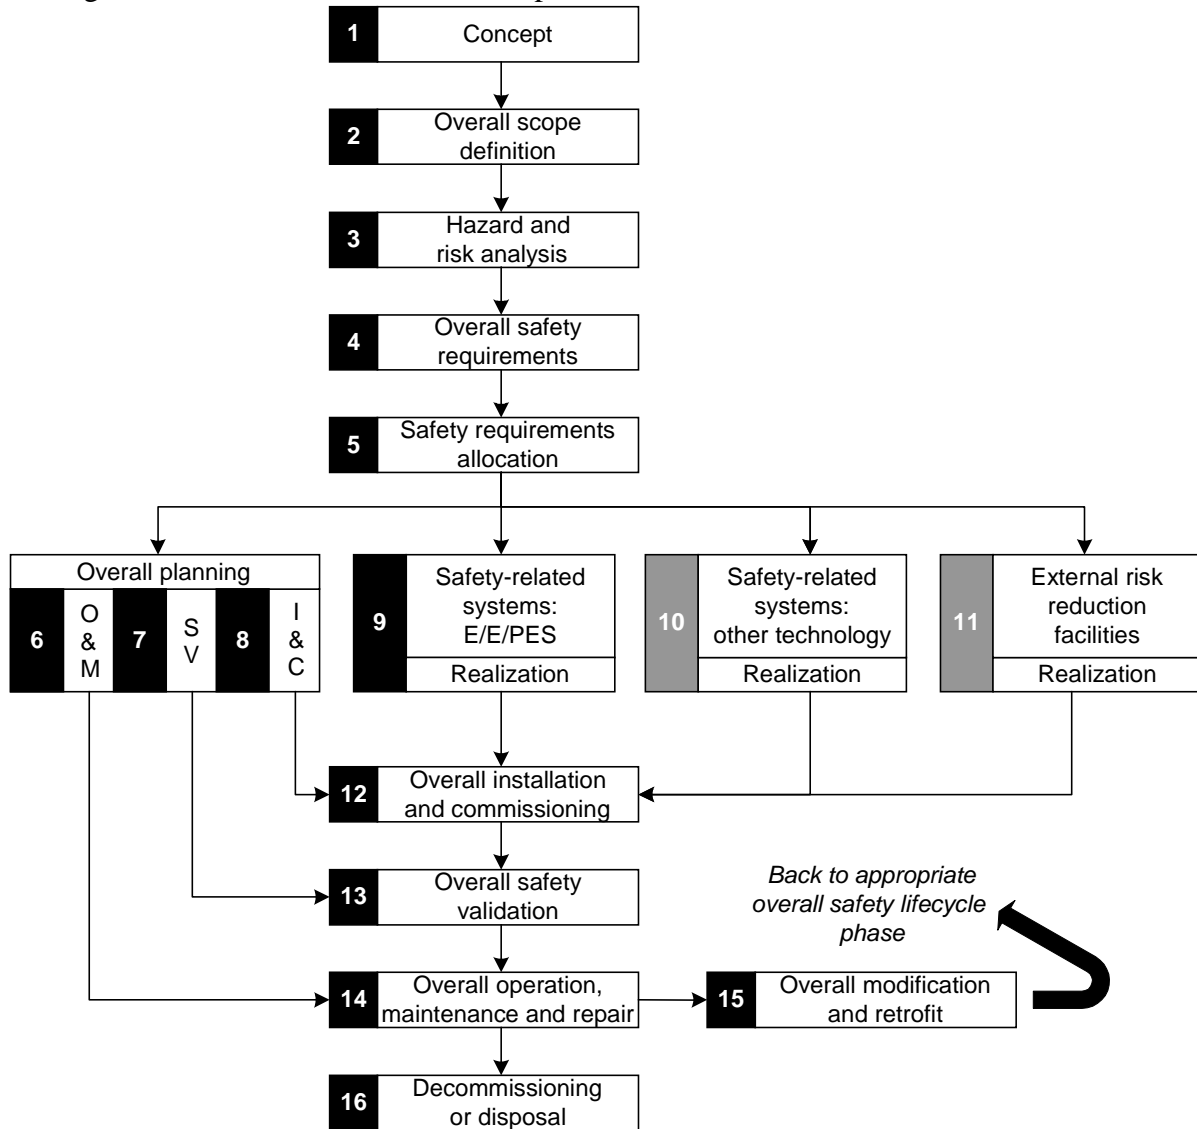 1
Concept
2
Overall scope
definition
3
Hazard and
risk analysis
4
Overall safety
requirements
5
Safety requirements
allocation
Overall planning
6
O
&
M
7
S
V
8
I
&
C
9
Safety-related
systems:
E/E/PES
Realization
10
Safety-related
systems:
other technology
Realization
11
External risk
reduction
facilities
Realization
12
Overall installation
and commissioning
13
Overall safety
validation
Back to appropriate
overall safety lifecycle
phase
14
Overall operation,
maintenance and repair
15
Overall modification
and retrofit
16
Decommissioning
or disposal